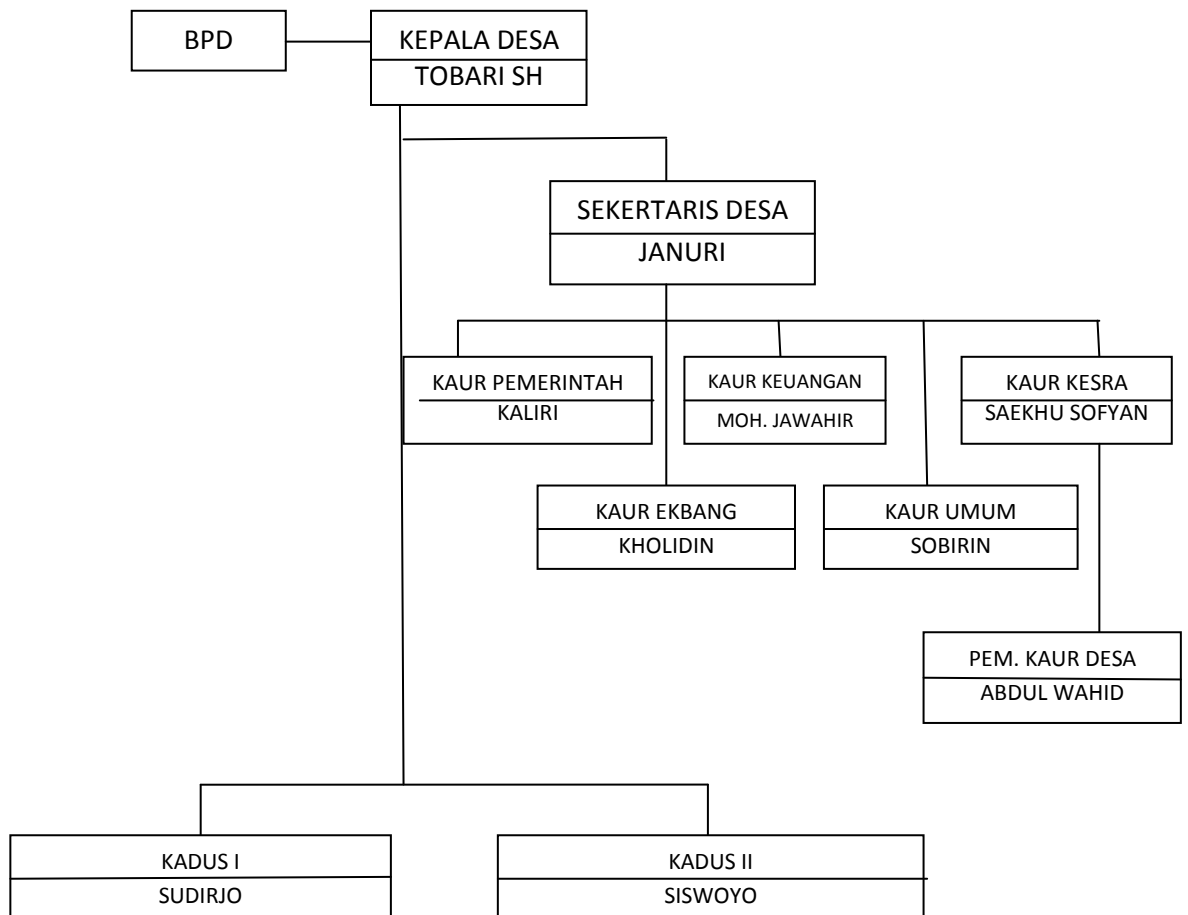 BPD
KEPALA DESA
TOBARI SH
SEKERTARIS DESA
JANURI
KAUR PEMERINTAH
KALIRI
KAUR KEUANGAN
MOH. JAWAHIR
KAUR KESRA
SAEKHU SOFYAN
KAUR EKBANG
KHOLIDIN
KAUR UMUM
SOBIRIN
PEM. KAUR DESA
ABDUL WAHID
KADUS I
SUDIRJO
KADUS II
SISWOYO